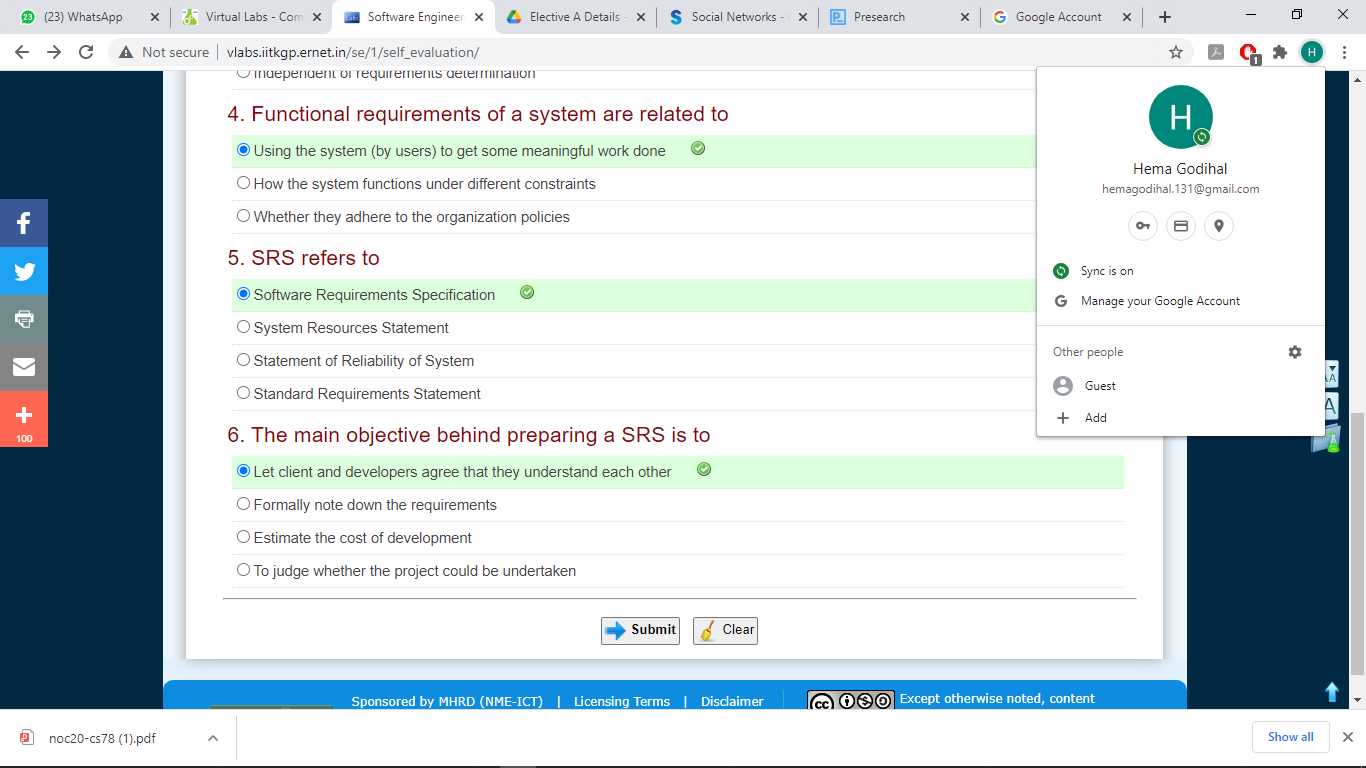 23 (23) WhatsApp
Virtual Labs - Com
Software Engineer
Elective A Details -
Social Networks -
Presearch
Google Account
Not secure | vlabs.iitkgp.ernet.in/se/1/self_evaluation/
1
H
Independent of requirements determination
4. Functional requirements of a system are related to
Using the system (by users) to get some meaningful work done
How the system functions under different constraints
Whether they adhere to the organization policies
5. SRS refers to
Software Requirements Specification
System Resources Statement
Statement of Reliability of System
Standard Requirements Statement
6. The main objective behind preparing a SRS is to
Let client and developers agree that they understand each other
Formally note down the requirements
Estimate the cost of development
To judge whether the project could be undertaken
Submit
Clear
100
H
Hema Godihal
hemagodihal.131@gmail.com
Sync is on
Manage your Google Account
Other people
Guest
Add
A
A
Sponsored by MHRD (NME-ICT) | Licensing Terms | Disclaimer
cc
Except otherwise noted, content
noc20-cs78 (1).pdf
Show all